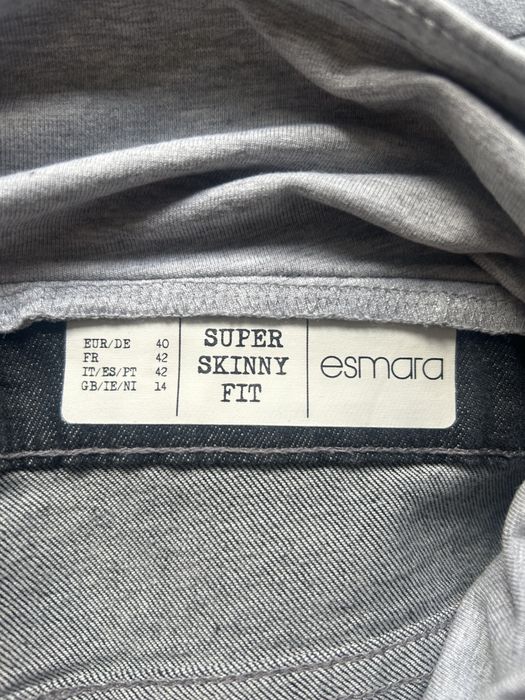 EUR/DE 40
FR 42
IT/ES/PT 42
GB/IE/NI 14
SUPER
SKINNY
FIT
esmara